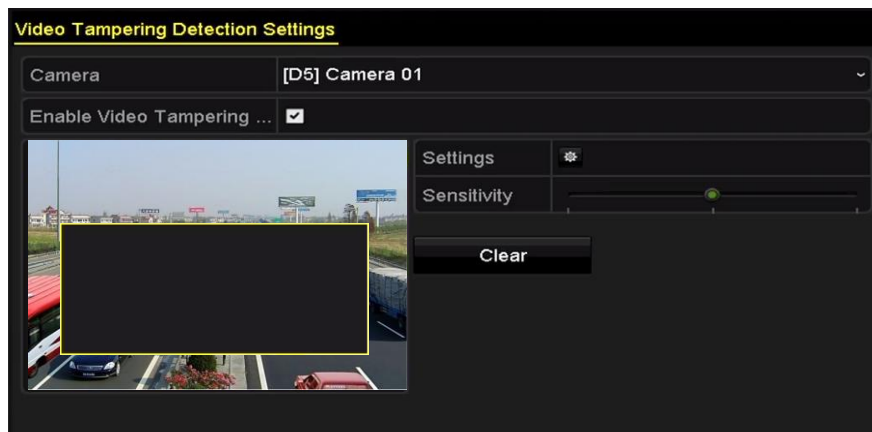 Video Tampering Detection Settings
Camera
[D5] Camera 01
Enable Video Tampering ...
Settings
Sensitivity
Clear